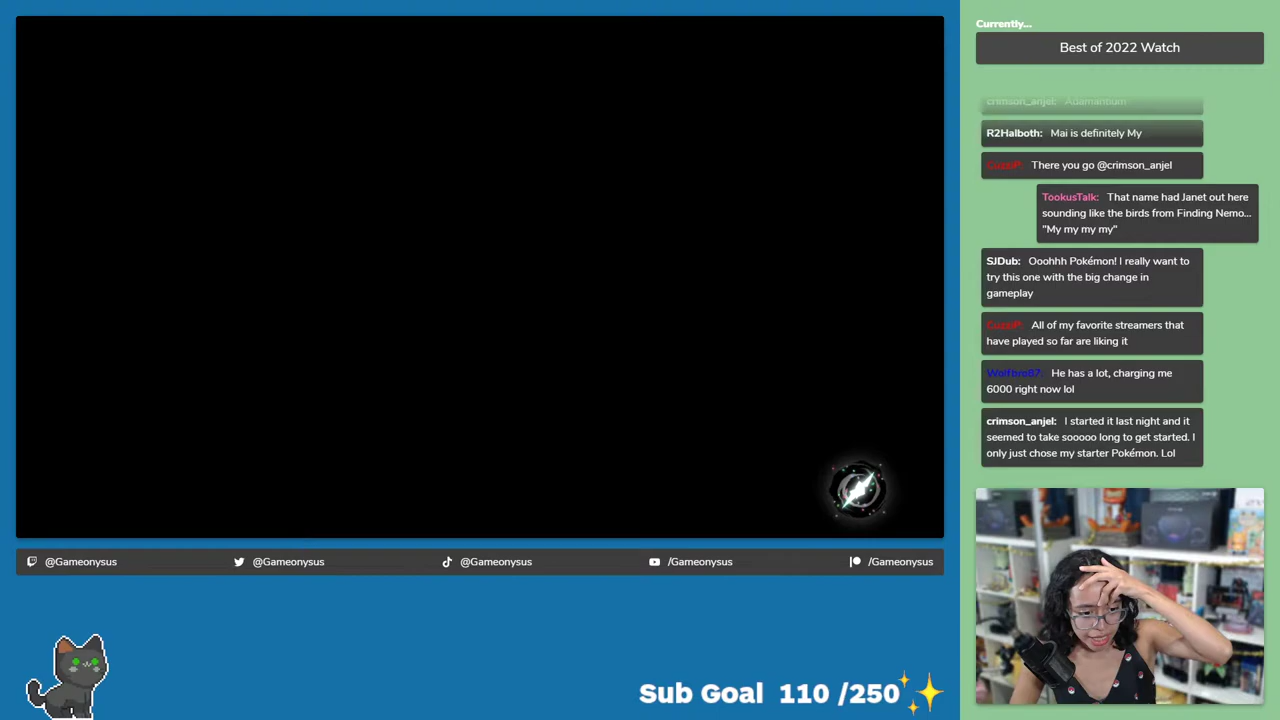 Currently...
Best of 2022 Watch
crimson_anjel: Adamantium
R2Halboth: Mai is definitely My
There you go @crimson_anjel
TookusTalk: That name had Janet out here
sounding like the birds from Finding Nemo...
"My my my my"
SJDub: Ooohhh Pokémon! I really want to
try this one with the big change in
gameplay
All of my favorite streamers that
have played so far are liking it
Wolfbro87: He has a lot, charging me
6000 right now lol
crimson_anjel: I started it last night and it
seemed to take sooooo long to get started. I
only just chose my starter Pokémon. Lol
@Gameonysus @Gameonysus @Gameonysus /Gameonysus /Gameonysus
Sub Goal 110 /250